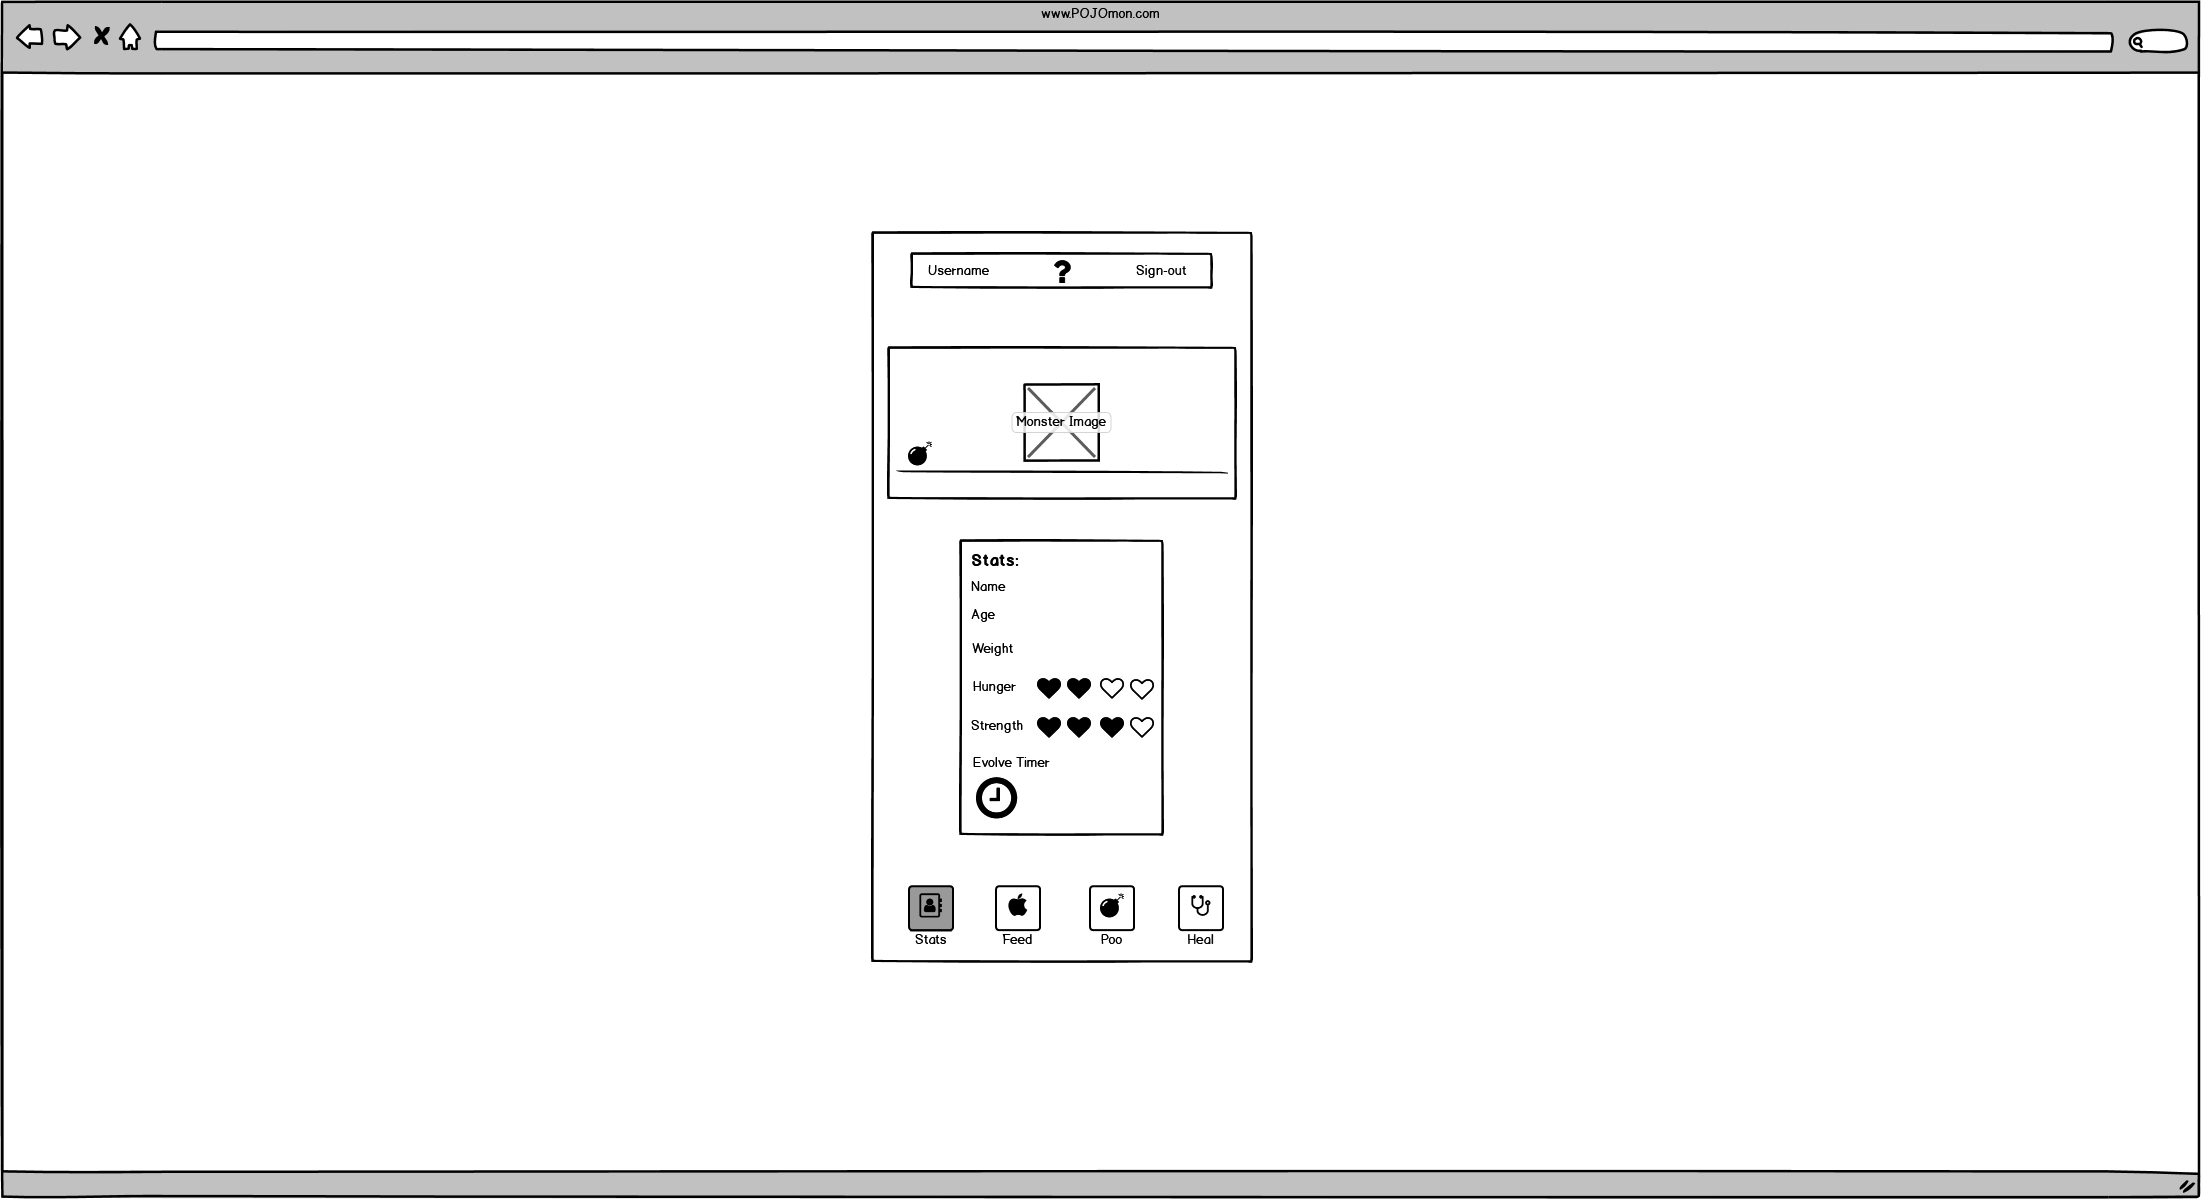 www.POJOmon.com
Username ? Sign-out
Monster Image
Stats:
Name
Age
Weight
Hunger
Strength
Evolve Timer
Stats Feed Poo Heal